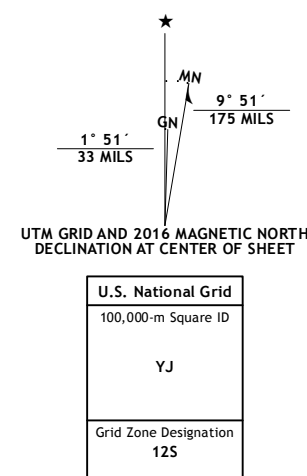 MN
GN
9° 51´
175 MILS
1° 51´
33 MILS
UTM GRID AND 2016 MAGNETIC NORTH
DECLINATION AT CENTER OF SHEET
U.S. National Grid
100,000-m Square ID
YJ
Grid Zone Designation
12S